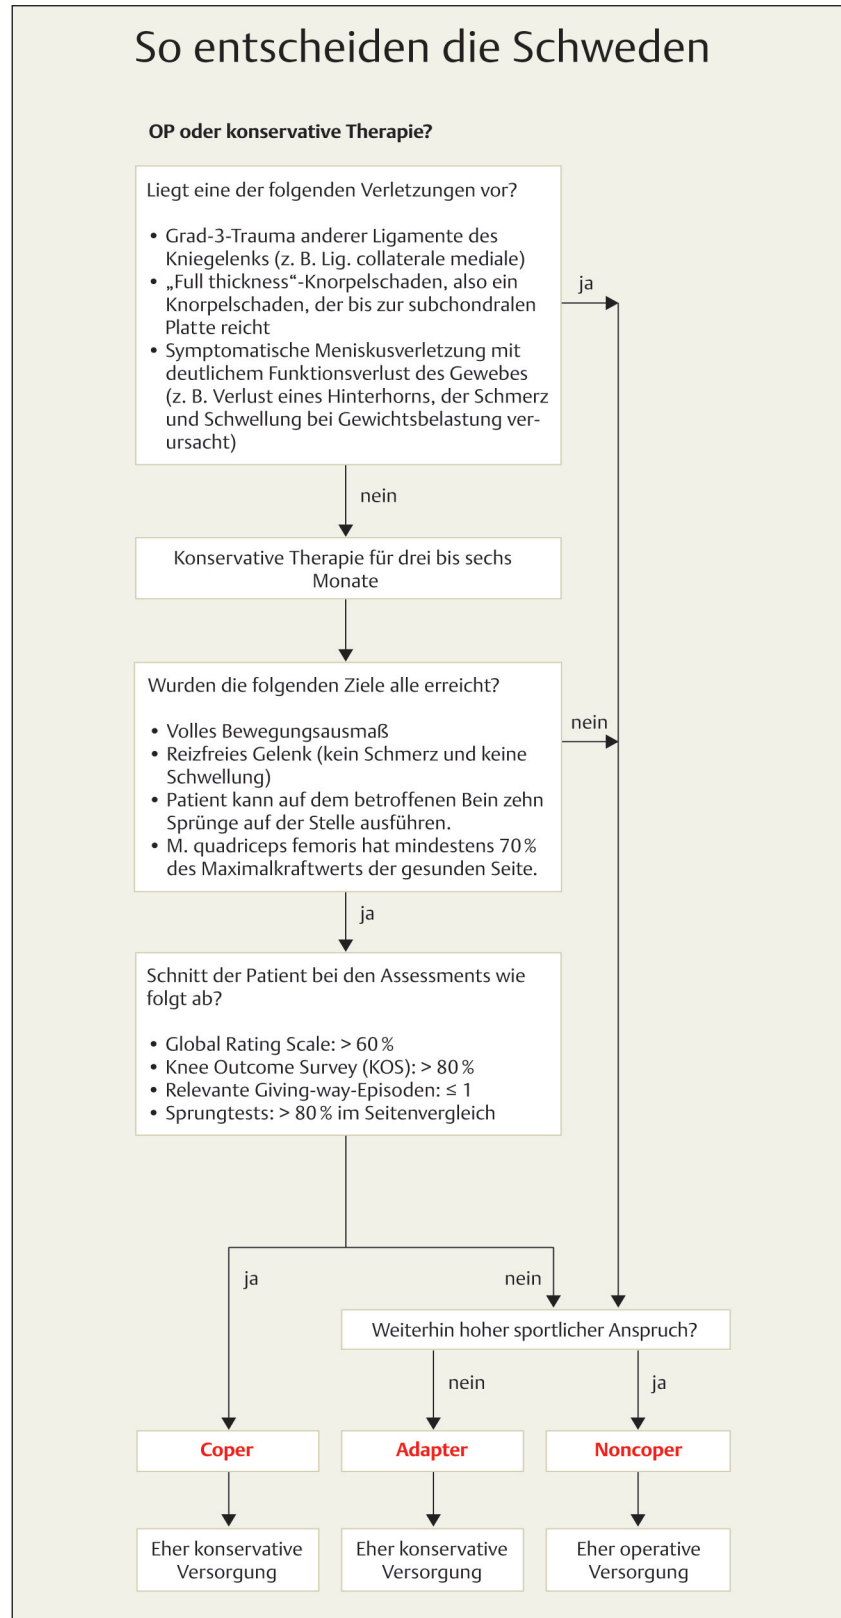 So entscheiden die Schweden
OP oder konservative Therapie?
Liegt eine der folgenden Verletzungen vor?
• Grad-3-Trauma anderer Ligamente des
Kniegelenks (z. B. Lig. collaterale mediale)
• „Full thickness“-Knorpelschaden, also ein
Knorpelschaden, der bis zur subchondralen
Platte reicht
• Symptomatische Meniskusverletzung mit
deutlichem Funktionsverlust des Gewebes
(z. B. Verlust eines Hinterhorns, der Schmerz
und Schwellung bei Gewichtsbelastung ver-
ursacht)
ja
nein
Konservative Therapie für drei bis sechs
Monate
Wurden die folgenden Ziele alle erreicht?
• Volles Bewegungsausmaß
• Reizfreies Gelenk (kein Schmerz und keine
Schwellung)
• Patient kann auf dem betroffenen Bein zehn
Sprünge auf der Stelle ausführen.
• M. quadriceps femoris hat mindestens 70 %
des Maximalkraftwerts der gesunden Seite.
nein
ja
Schnitt der Patient bei den Assessments wie
folgt ab?
• Global Rating Scale: > 60 %
• Knee Outcome Survey (KOS): > 80 %
• Relevante Giving-way-Episoden: ≤ 1
• Sprungtests: > 80 % im Seitenvergleich
ja
nein
Weiterhin hoher sportlicher Anspruch?
nein
ja
Coper
Adapter
Noncoper
Eher konservative
Versorgung
Eher konservative
Versorgung
Eher operative
Versorgung